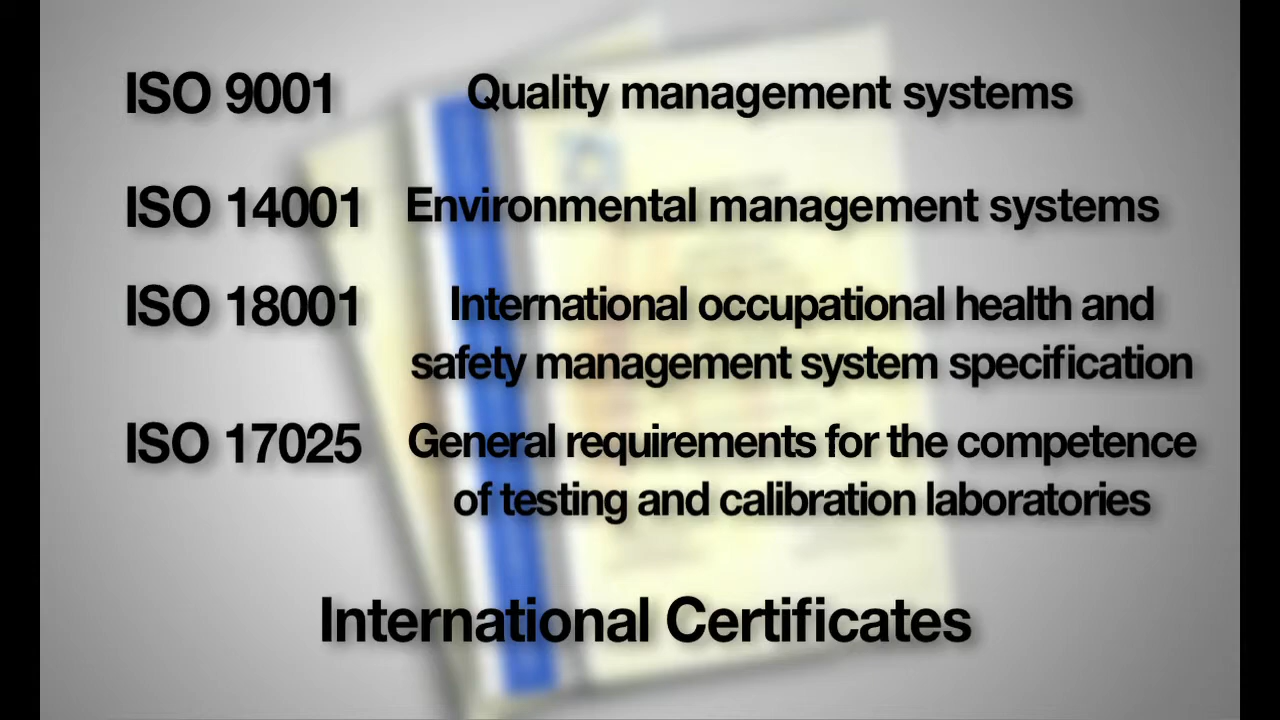 ISO 9001 Quality management systems
ISO 14001 Environmental management systems
ISO 18001 International occupational health and
safety management system specification
ISO 17025 General requirements for the competence
of testing and calibration laboratories
International Certificates